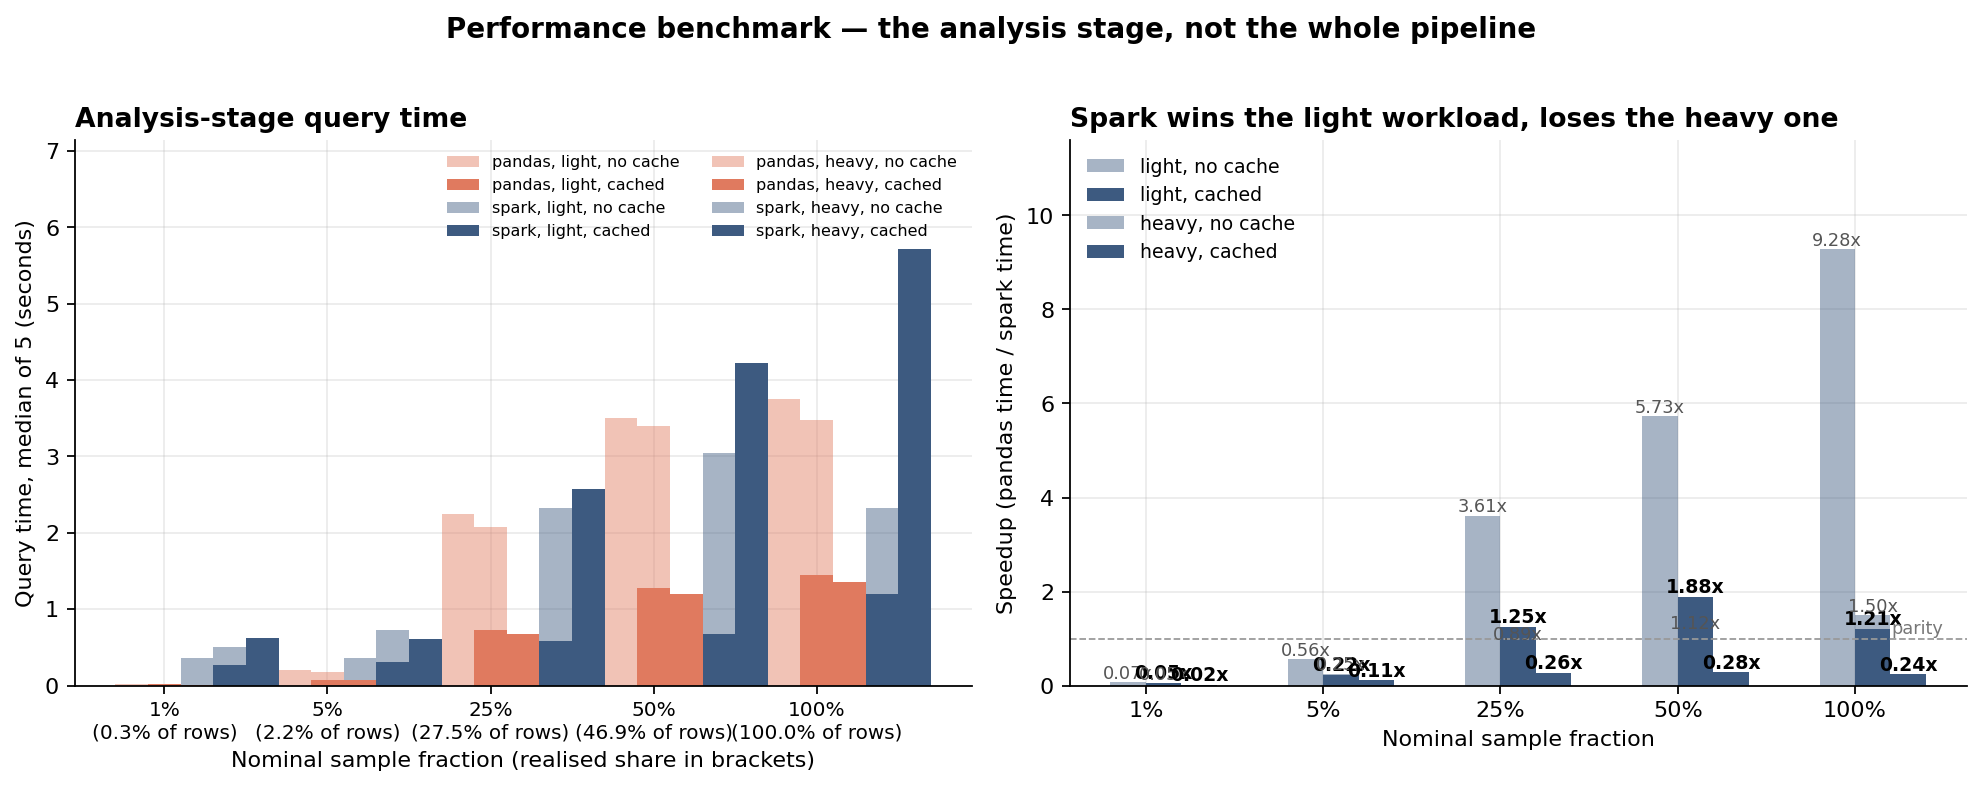 Performance benchmark — the analysis stage, not the whole pipeline
Analysis-stage query time
Query time, median of 5 (seconds)
7
6
5
4
3
2
1
0
pandas, light, no cache
pandas, light, cached
spark, light, no cache
spark, light, cached
pandas, heavy, no cache
pandas, heavy, cached
spark, heavy, no cache
spark, heavy, cached
1%
(0.3% of rows)
5%
(2.2% of rows)
25%
(27.5% of rows)
50%
(46.9% of rows)
100%
(100.0% of rows)
Nominal sample fraction (realised share in brackets)
Spark wins the light workload, loses the heavy one
Speedup (pandas time / spark time)
10
8
6
4
2
0
light, no cache
light, cached
heavy, no cache
heavy, cached
0.05x
0.02x
0.56x
0.22x
0.11x
3.61x
1.25x
0.26x
5.73x
1.88x
0.28x
9.28x
1.50x
1.21x
0.24x
parity
1%
5%
25%
50%
100%
Nominal sample fraction